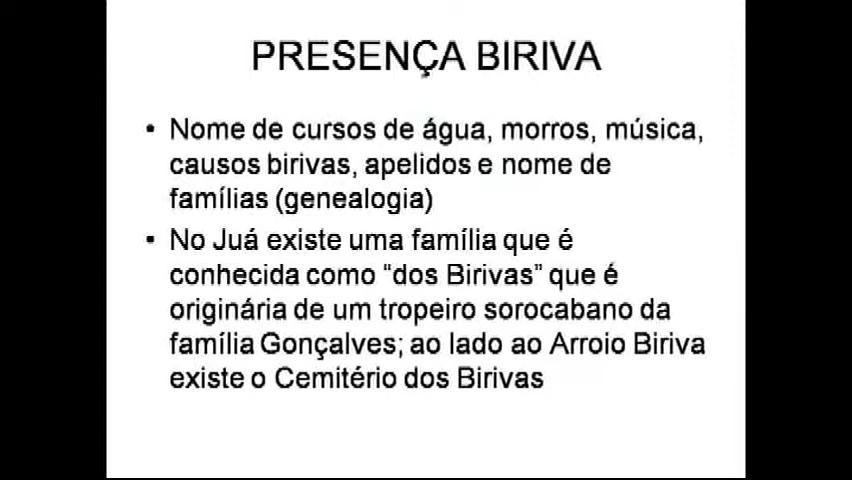 PRESENÇA BIRIVA
• Nome de cursos de água, morros, música,
causos birivas, apelidos e nome de
famílias (genealogia)
• No Juá existe uma família que é
conhecida como “dos Birivas” que é
originária de um tropeiro sorocabano da
família Gonçalves; ao lado ao Arroio Biriva
existe o Cemitério dos Birivas